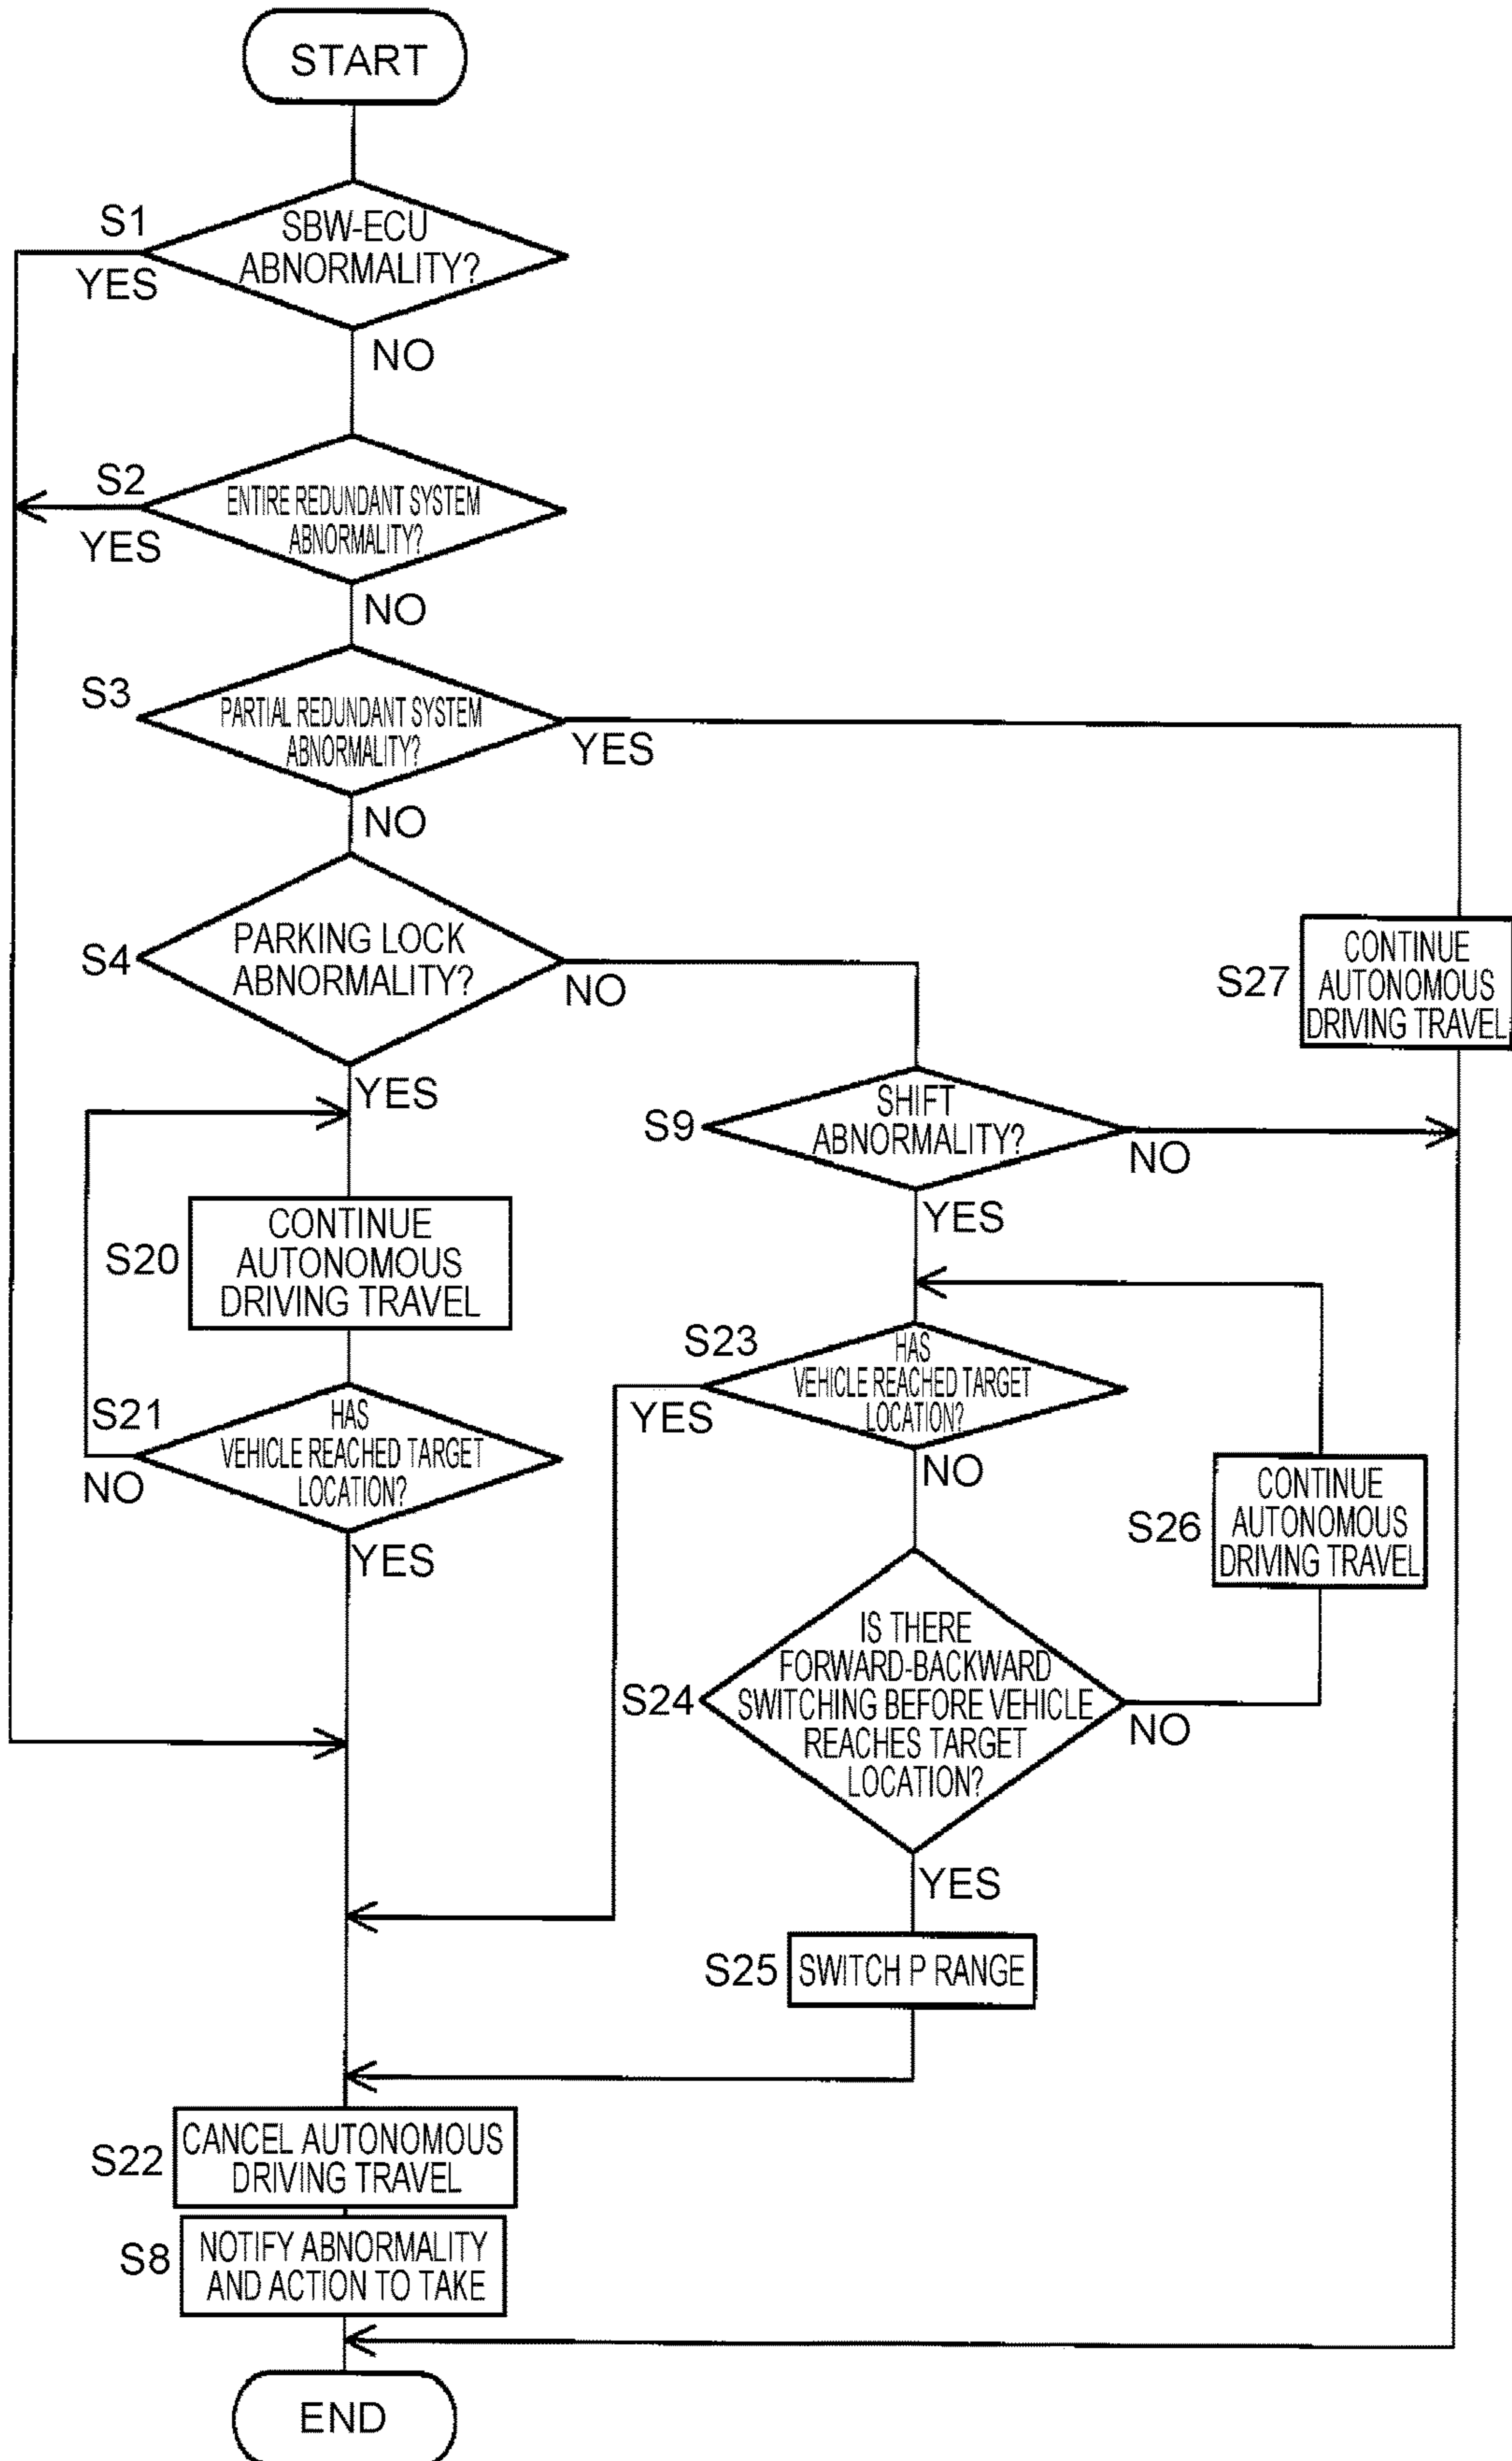 START
S1
SBW-ECU
ABNORMALITY?
YES
NO
S2
ENTIRE REDUNDANT SYSTEM
ABNORMALITY?
YES
NO
S3
PARTIAL REDUNDANT SYSTEM
ABNORMALITY?
YES
NO
S4
PARKING LOCK
ABNORMALITY?
NO
YES
S27
CONTINUE
AUTONOMOUS
DRIVING TRAVEL
S9
SHIFT
ABNORMALITY?
NO
YES
S20
CONTINUE
AUTONOMOUS
DRIVING TRAVEL
S21
HAS
VEHICLE REACHED TARGET
LOCATION?
NO
YES
S23
HAS
VEHICLE REACHED TARGET
LOCATION?
YES
NO
S26
CONTINUE
AUTONOMOUS
DRIVING TRAVEL
S24
IS THERE
FORWARD-BACKWARD
SWITCHING BEFORE VEHICLE
REACHES TARGET
LOCATION?
NO
YES
S25
SWITCH P RANGE
S22
CANCEL AUTONOMOUS
DRIVING TRAVEL
S8
NOTIFY ABNORMALITY
AND ACTION TO TAKE
END